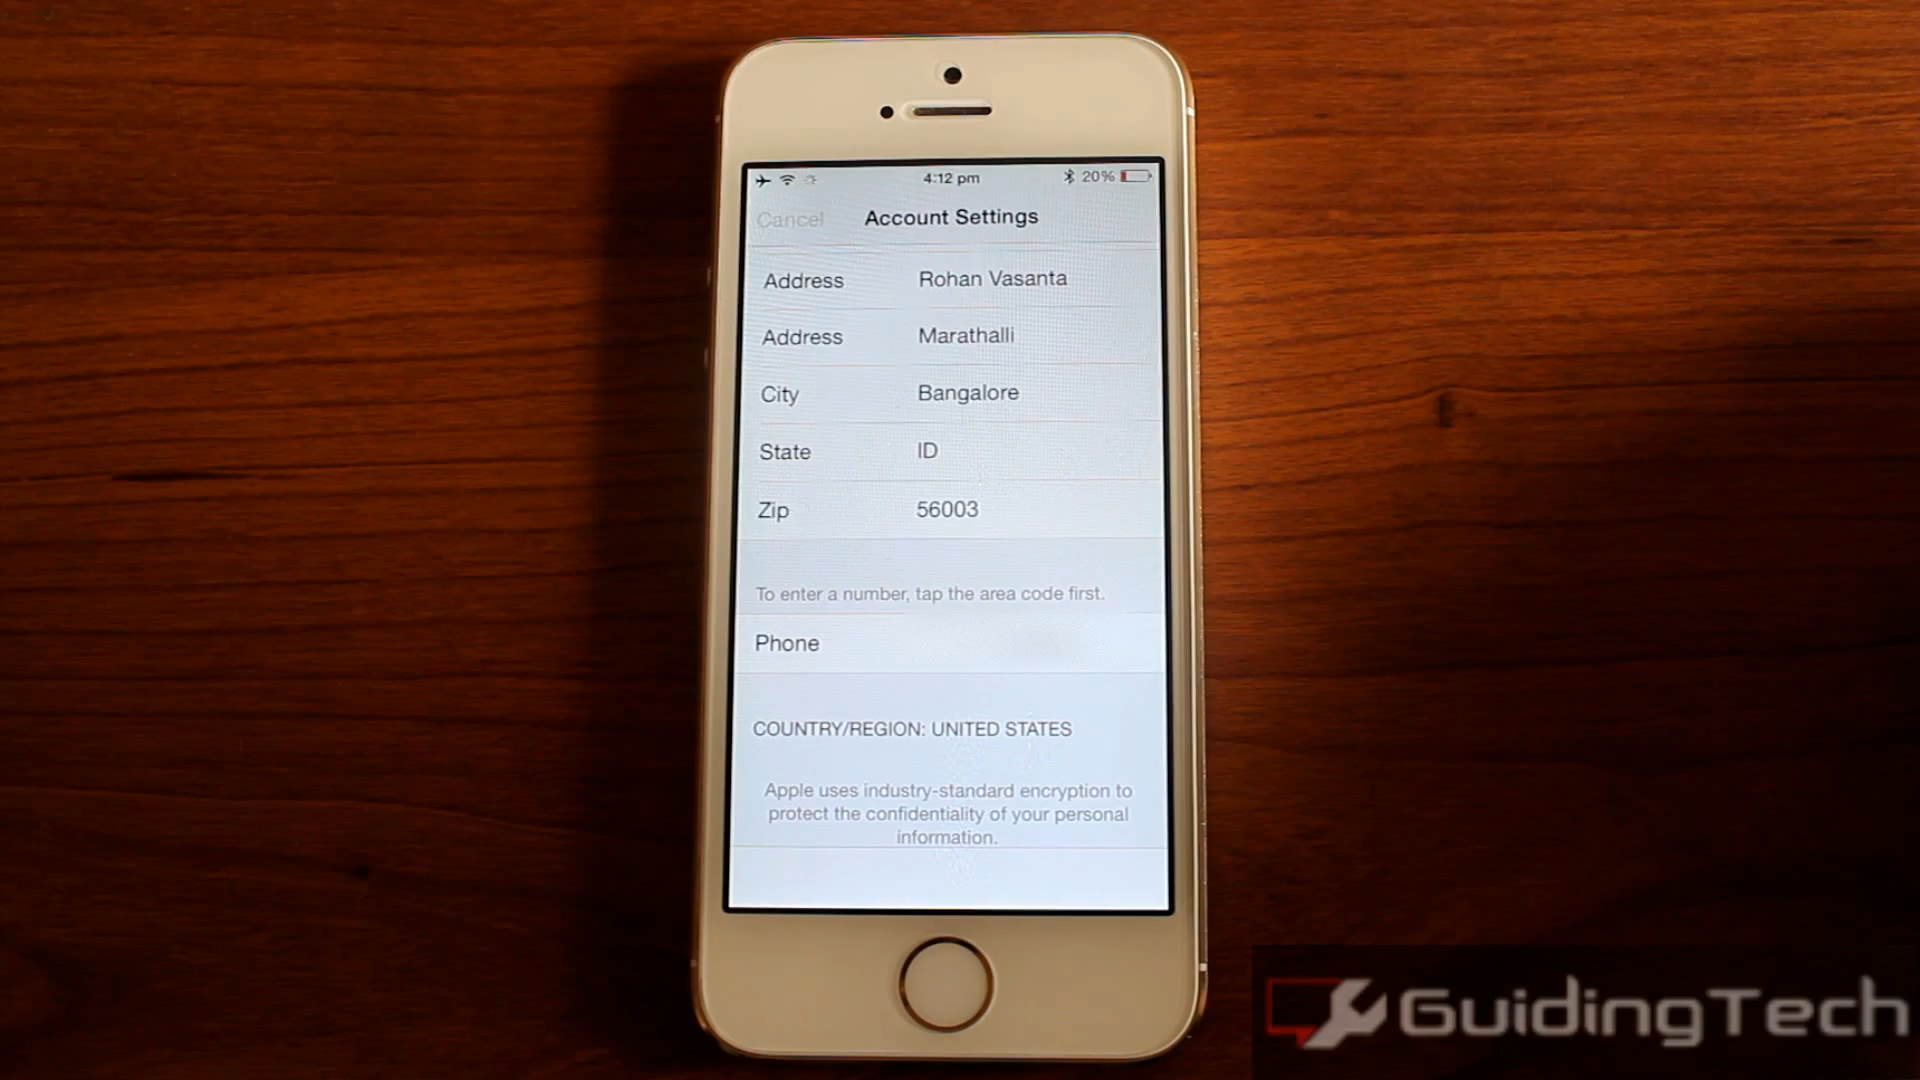 4:12 pm
20%
Cancel
Account Settings
Address Rohan Vasanta
Address Marathalli
City Bangalore
State ID
Zip 56003
To enter a number, tap the area code first.
Phone
COUNTRY/REGION: UNITED STATES
Apple uses industry-standard encryption to
protect the confidentiality of your personal
information.
GuidingTech